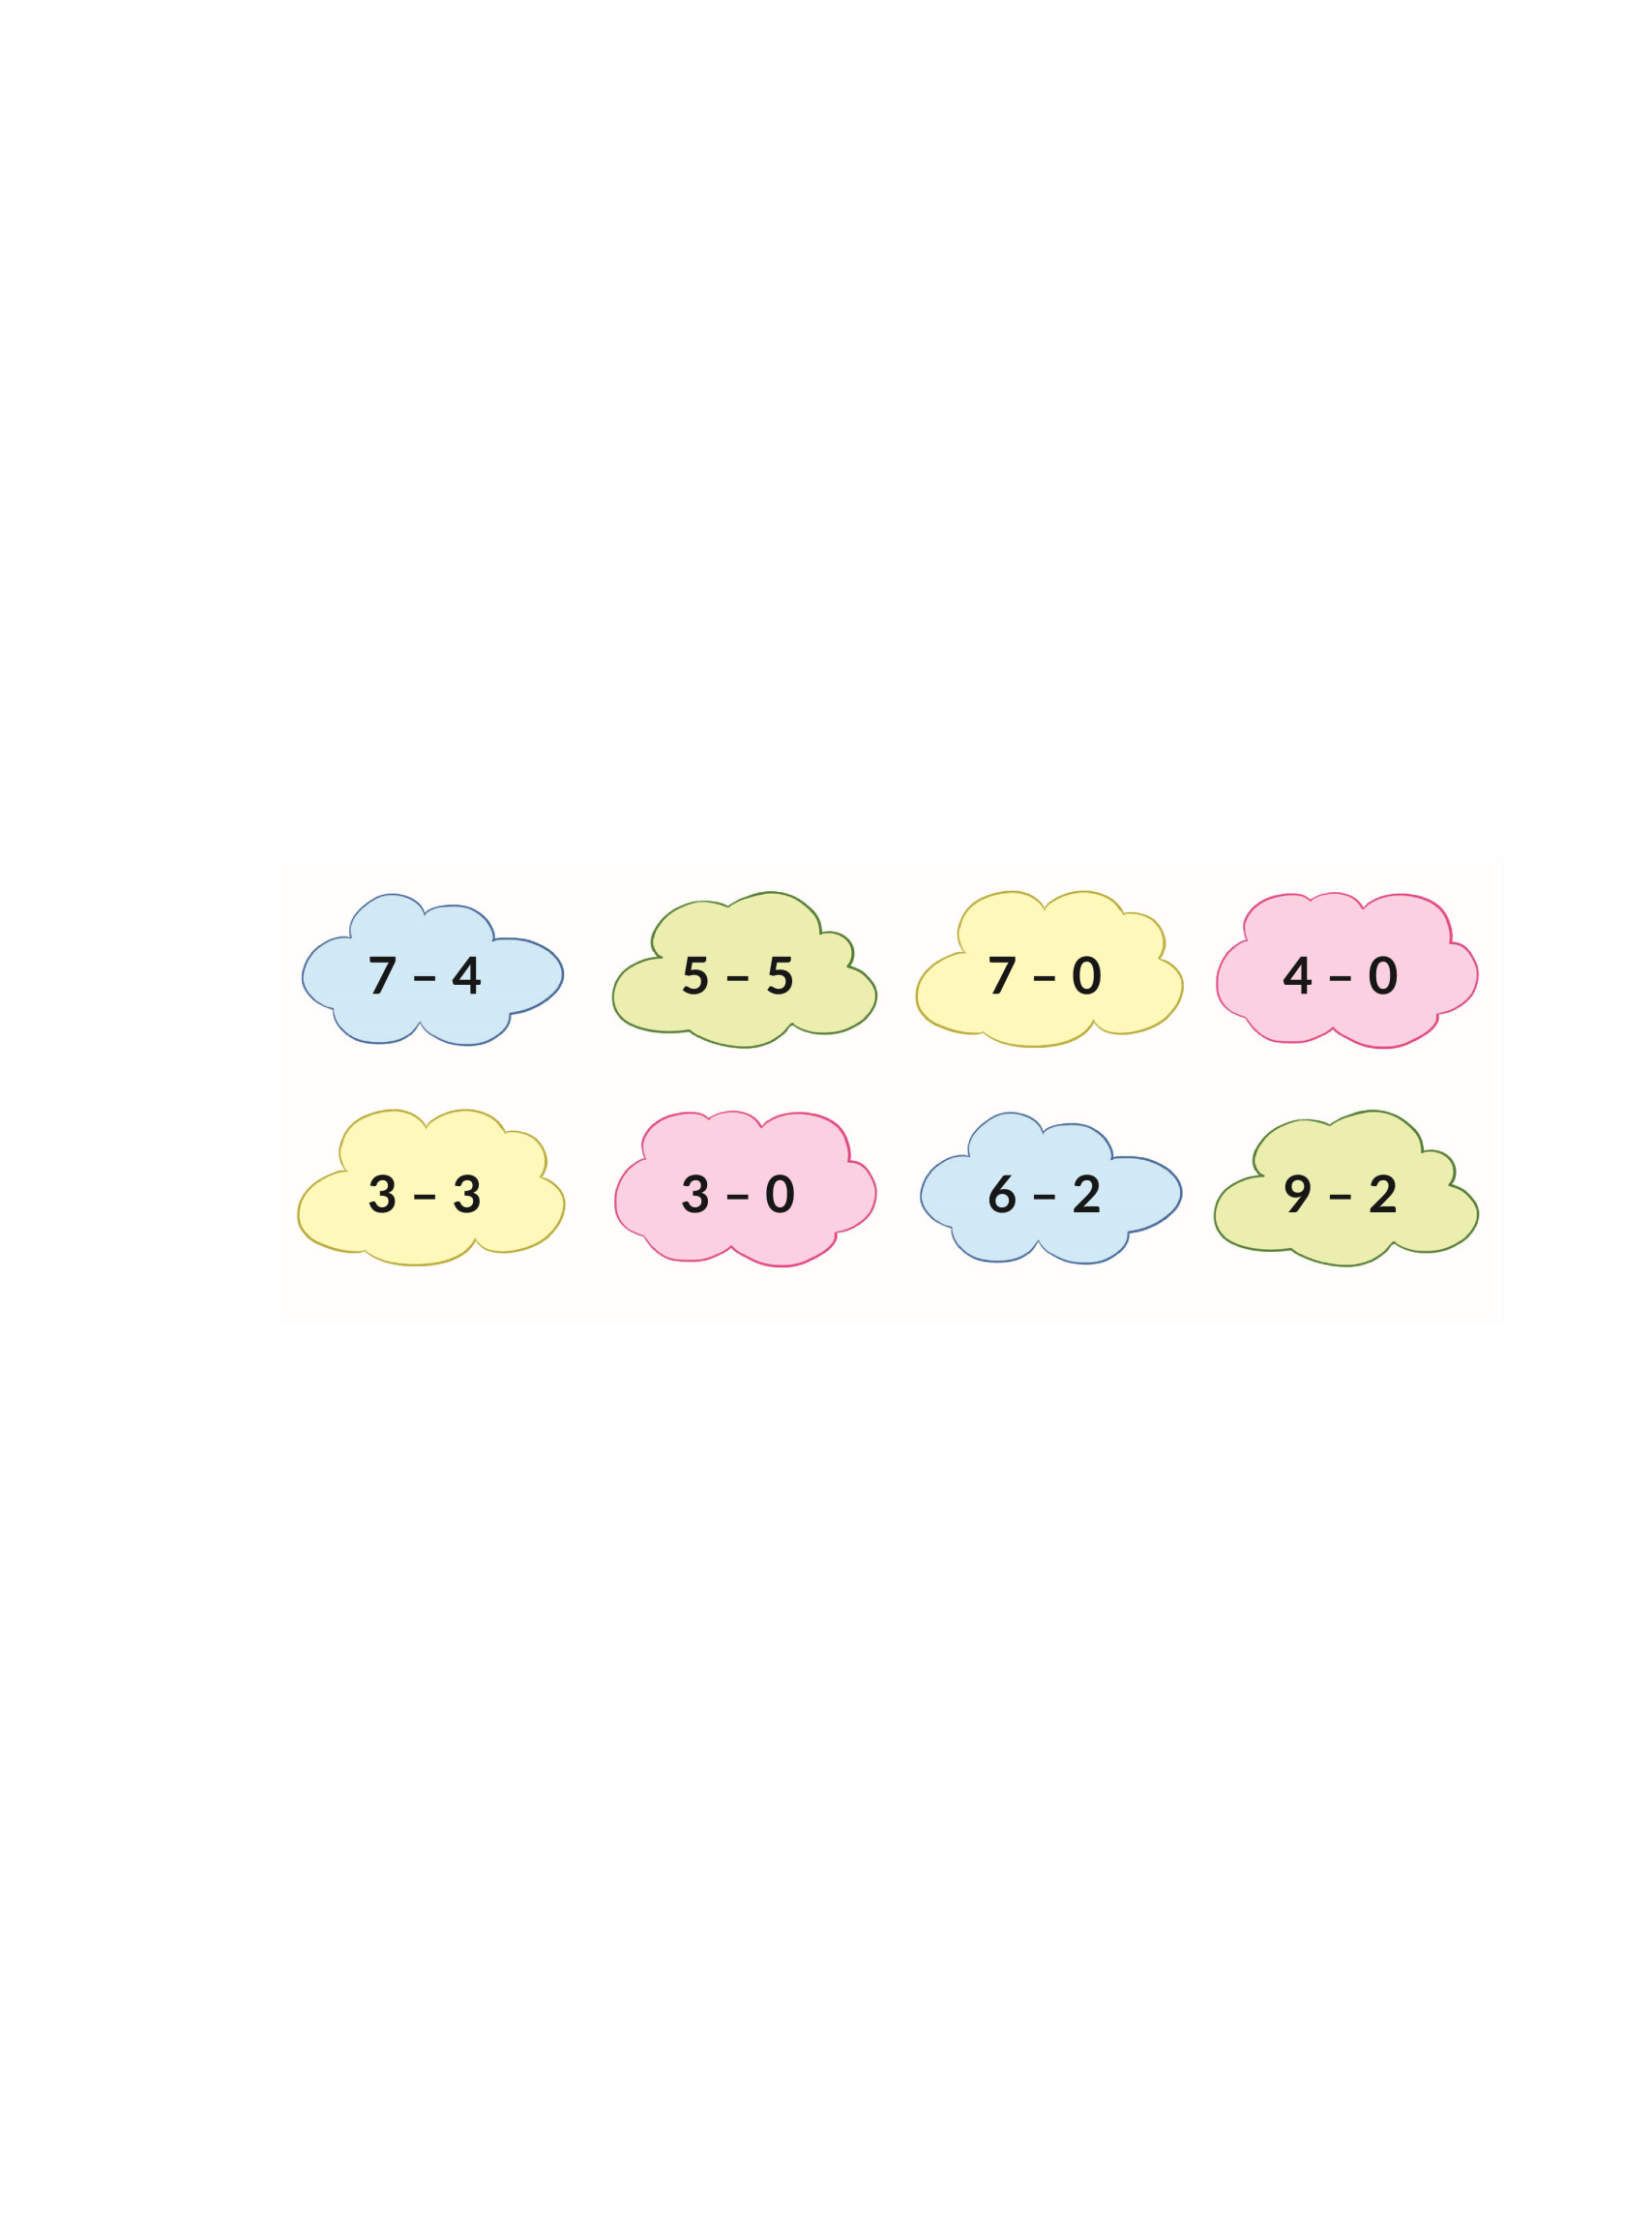 7 – 4 5 – 5 7 – 0 4 – 0
3 – 3 3 – 0 6 – 2 9 – 2